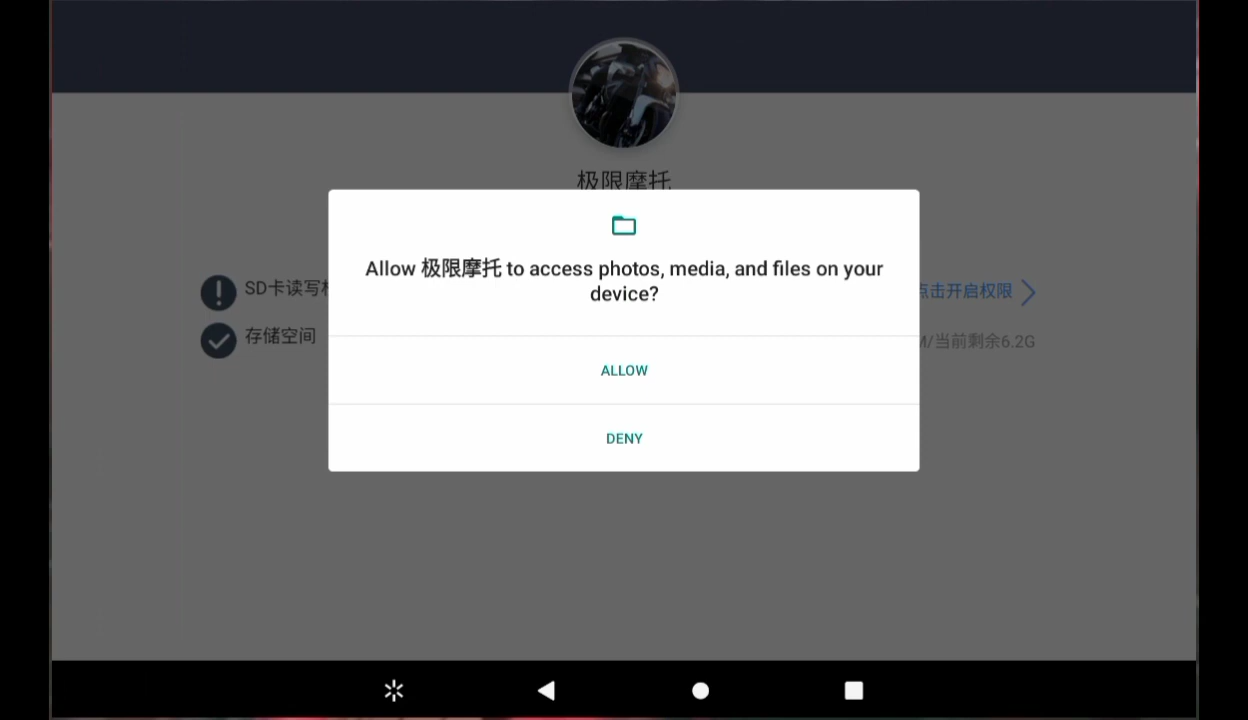 极限摩托
Allow 极限摩托 to access photos, media, and files on your
device?
SD卡读写
点击开启权限
存储空间
/当前剩余6.2G
ALLOW
DENY